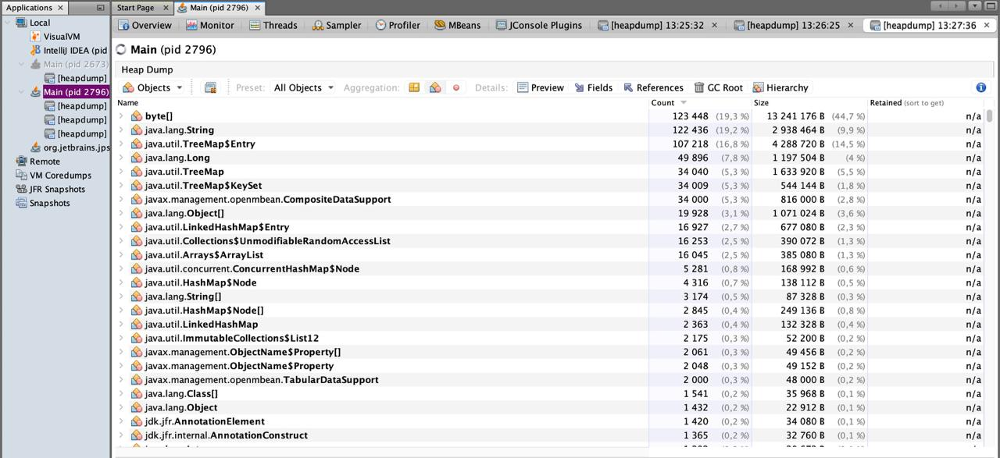 Applications ×
Start Page × Main (pid 2796) ×
Local
VisualVM
IntelliJ IDEA (pid
Main (pid 2673)
[heapdump]
Main (pid 2796)
[heapdump]
[heapdump]
[heapdump]
org.jetbrains.jps
Remote
VM Coredumps
JFR Snapshots
Snapshots
Overview Monitor Threads Sampler Profiler MBeans JConsole Plugins [heapdump] 13:25:32 × [heapdump] 13:26:25 × [heapdump] 13:27:36 ×
Main (pid 2796)
Heap Dump
Objects Preset: All Objects Aggregation: Details: Preview Fields References GC Root Hierarchy
Name Count Size Retained (sort to get)
byte[] 123 448 (19,3 %) 13 241 176 B (44,7 %) n/a
java.lang.String 122 436 (19,2 %) 2 938 464 B (9,9 %) n/a
java.util.TreeMap$Entry 107 218 (16,8 %) 4 288 720 B (14,5 %) n/a
java.lang.Long 49 896 (7,8 %) 1 197 504 B (4 %) n/a
java.util.TreeMap 34 040 (5,3 %) 1 633 920 B (5,5 %) n/a
java.util.TreeMap$KeySet 34 009 (5,3 %) 544 144 B (1,8 %) n/a
javax.management.openmbean.CompositeDataSupport 34 000 (5,3 %) 816 000 B (2,8 %) n/a
java.lang.Object[] 19 928 (3,1 %) 1 071 024 B (3,6 %) n/a
java.util.LinkedHashMap$Entry 16 927 (2,7 %) 677 080 B (2,3 %) n/a
java.util.Collections$UnmodifiableRandomAccessList 16 253 (2,5 %) 390 072 B (1,3 %) n/a
java.util.Arrays$ArrayList 16 045 (2,5 %) 385 080 B (1,3 %) n/a
java.util.concurrent.ConcurrentHashMap$Node 5 281 (0,8 %) 168 992 B (0,6 %) n/a
java.util.HashMap$Node 4 316 (0,7 %) 138 112 B (0,5 %) n/a
java.lang.String[] 3 174 (0,5 %) 87 328 B (0,3 %) n/a
java.util.HashMap$Node[] 2 845 (0,4 %) 249 136 B (0,8 %) n/a
java.util.LinkedHashMap 2 363 (0,4 %) 132 328 B (0,4 %) n/a
java.util.ImmutableCollections$List12 2 175 (0,3 %) 52 200 B (0,2 %) n/a
javax.management.ObjectName$Property[] 2 061 (0,3 %) 49 456 B (0,2 %) n/a
javax.management.ObjectName$Property 2 048 (0,3 %) 49 152 B (0,2 %) n/a
javax.management.openmbean.TabularDataSupport 2 000 (0,3 %) 48 000 B (0,2 %) n/a
java.lang.Class[] 1 541 (0,2 %) 35 968 B (0,1 %) n/a
java.lang.Object 1 432 (0,2 %) 22 912 B (0,1 %) n/a
jdk.jfr.AnnotationElement 1 420 (0,2 %) 34 080 B (0,1 %) n/a
jdk.jfr.internal.AnnotationConstruct 1 365 (0,2 %) 32 760 B (0,1 %) n/a